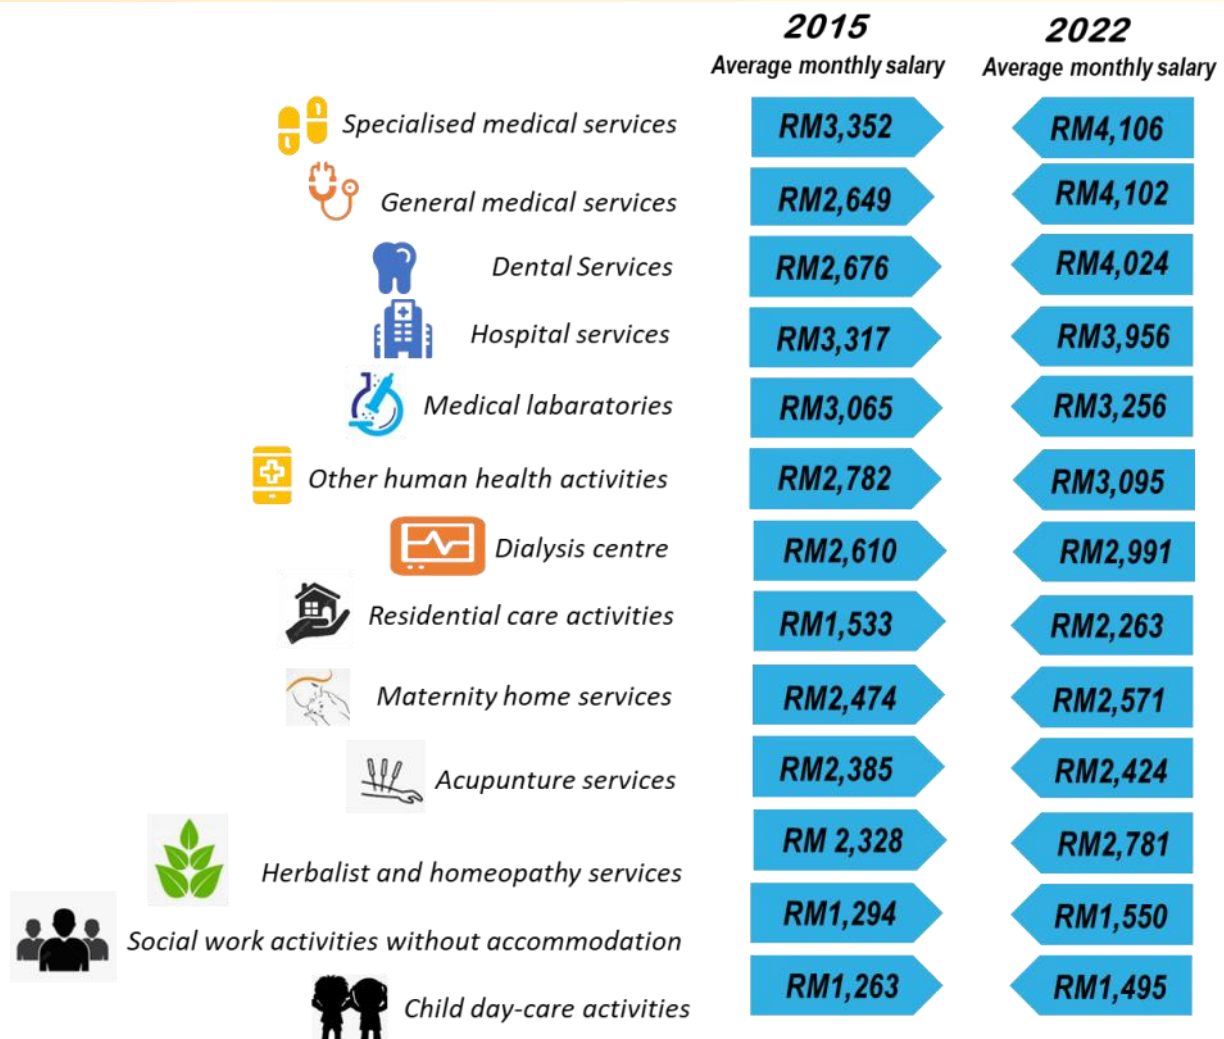 2015 2022
Average monthly salary Average monthly salary
Specialised medical services RM3,352 RM4,106
General medical services RM2,649 RM4,102
Dental Services RM2,676 RM4,024
Hospital services RM3,317 RM3,956
Medical labaratories RM3,065 RM3,256
Other human health activities RM2,782 RM3,095
Dialysis centre RM2,610 RM2,991
Residential care activities RM1,533 RM2,263
Maternity home services RM2,474 RM2,571
Acupunture services RM2,385 RM2,424
Herbalist and homeopathy services RM 2,328 RM2,781
Social work activities without accommodation RM1,294 RM1,550
Child day-care activities RM1,263 RM1,495